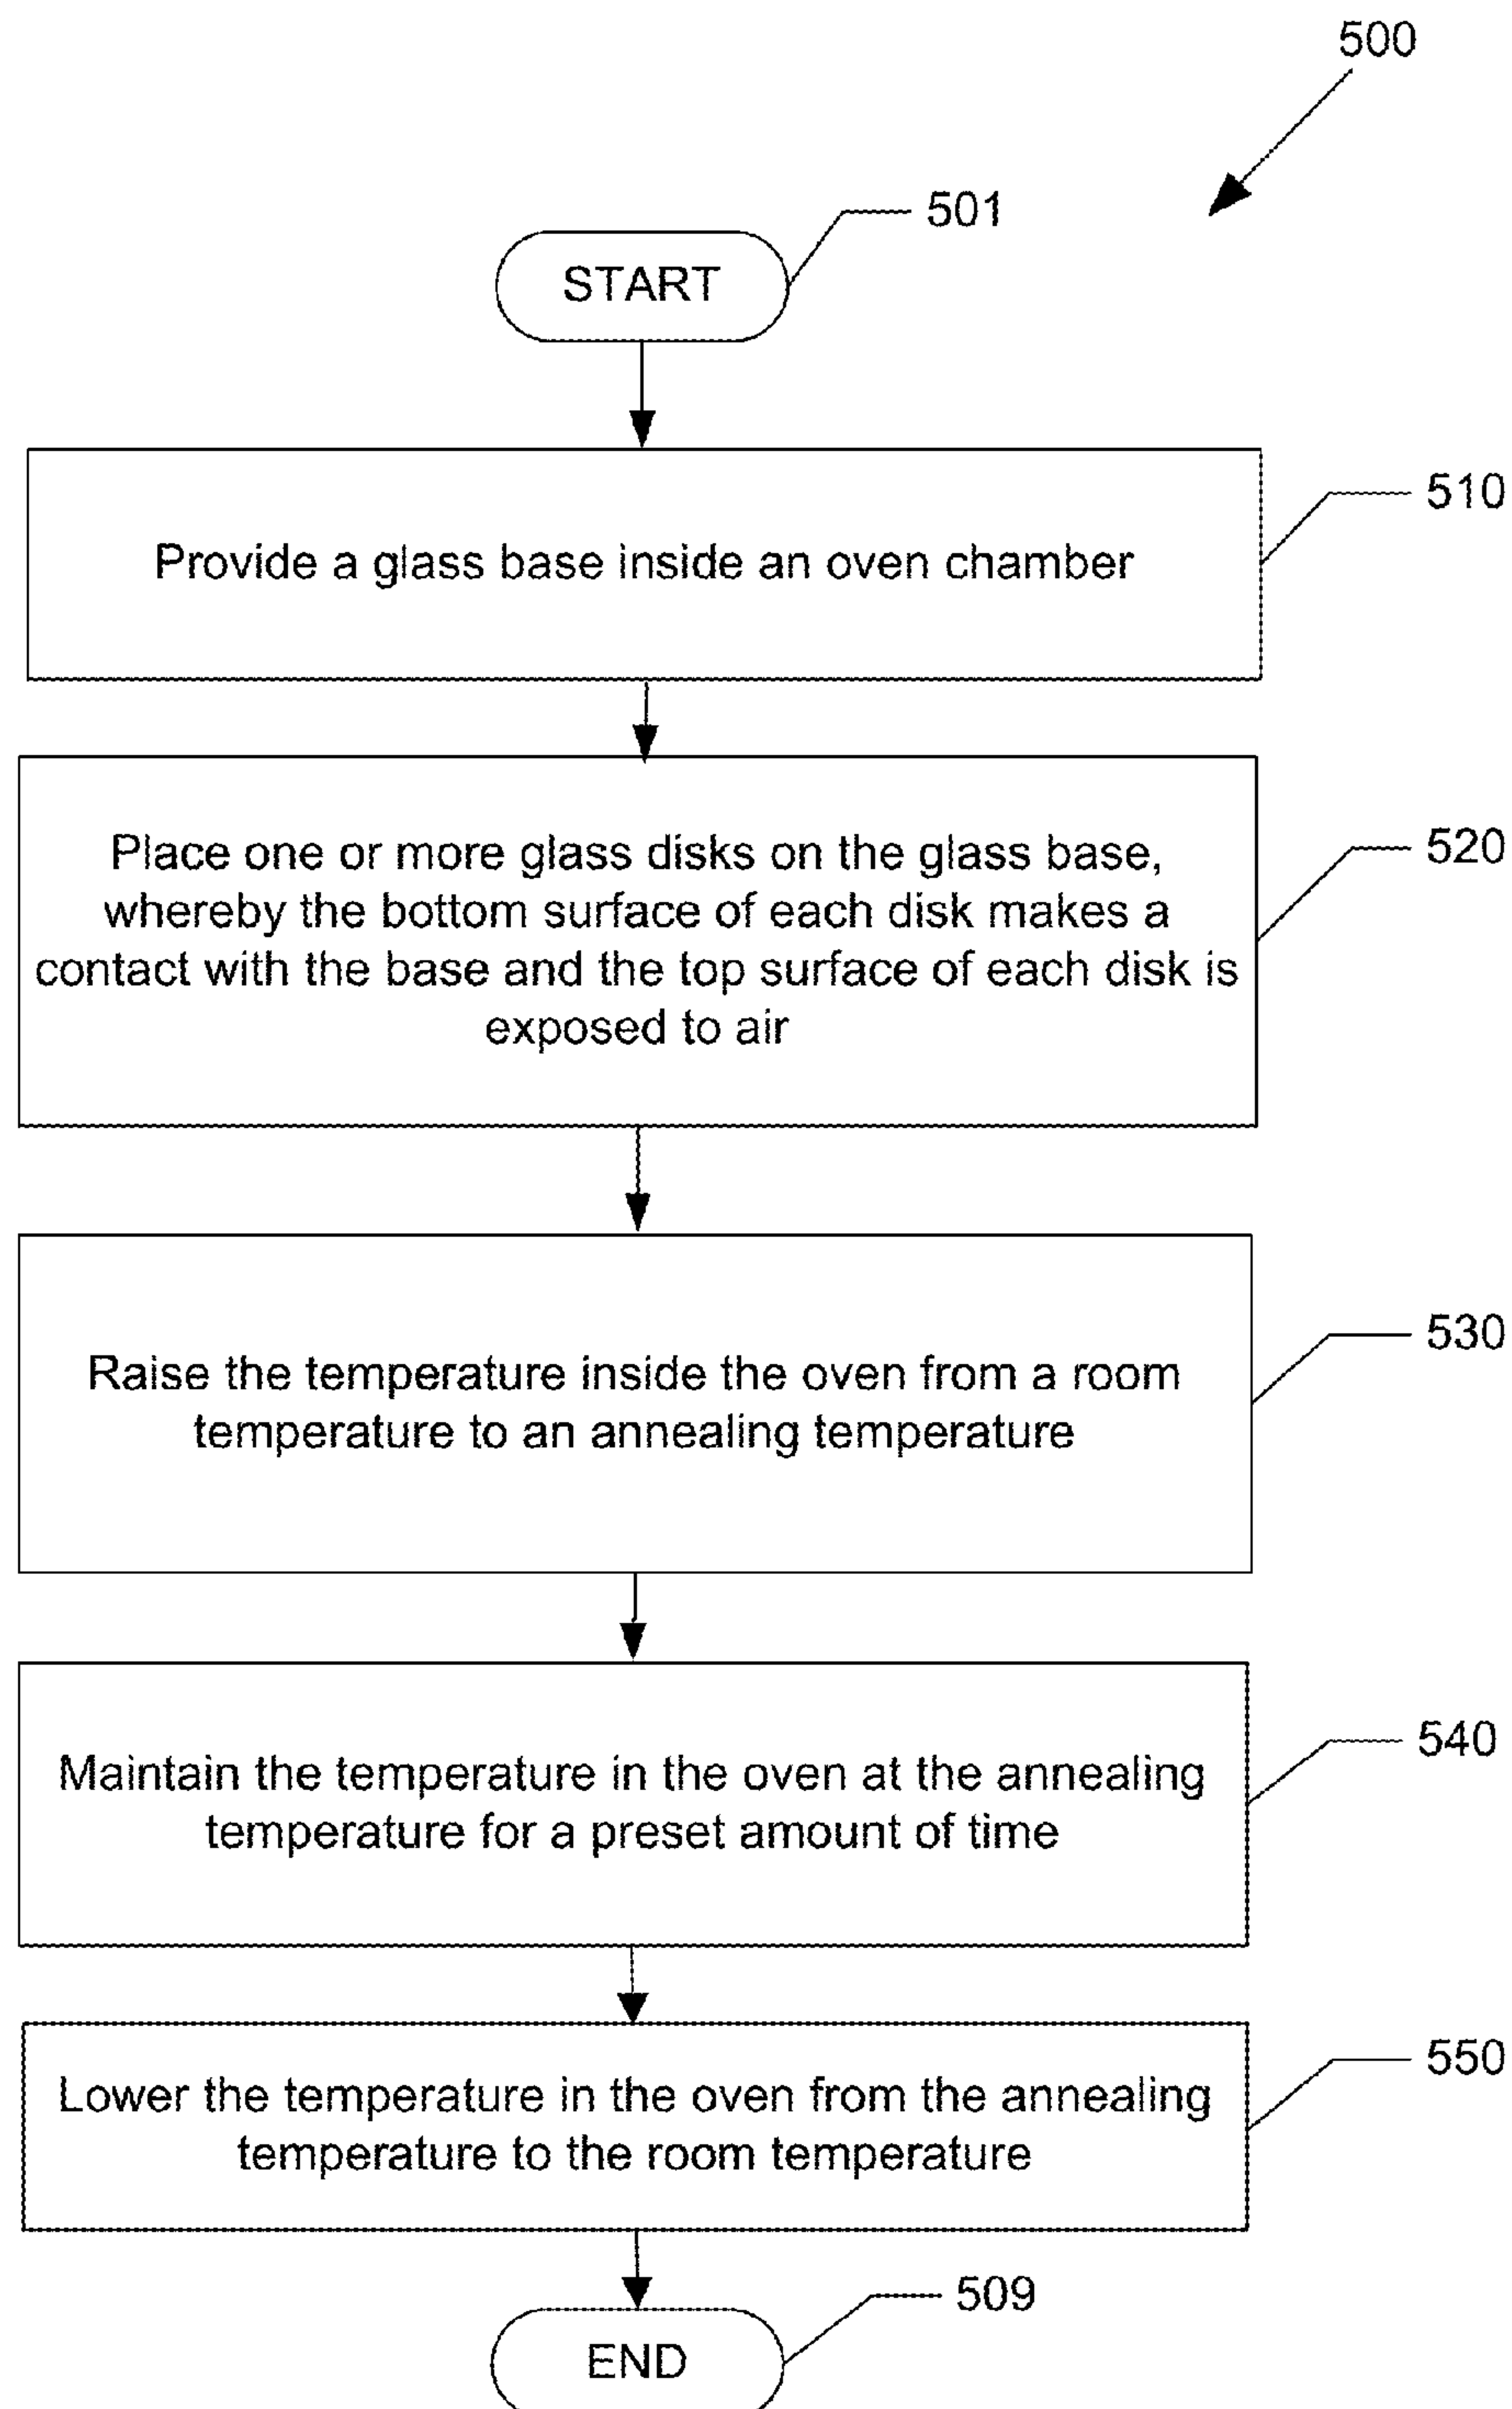 500
501
START
510
Provide a glass base inside an oven chamber
520
Place one or more glass disks on the glass base,
whereby the bottom surface of each disk makes a
contact with the base and the top surface of each disk is
exposed to air
530
Raise the temperature inside the oven from a room
temperature to an annealing temperature
540
Maintain the temperature in the oven at the annealing
temperature for a preset amount of time
550
Lower the temperature in the oven from the annealing
temperature to the room temperature
509
END